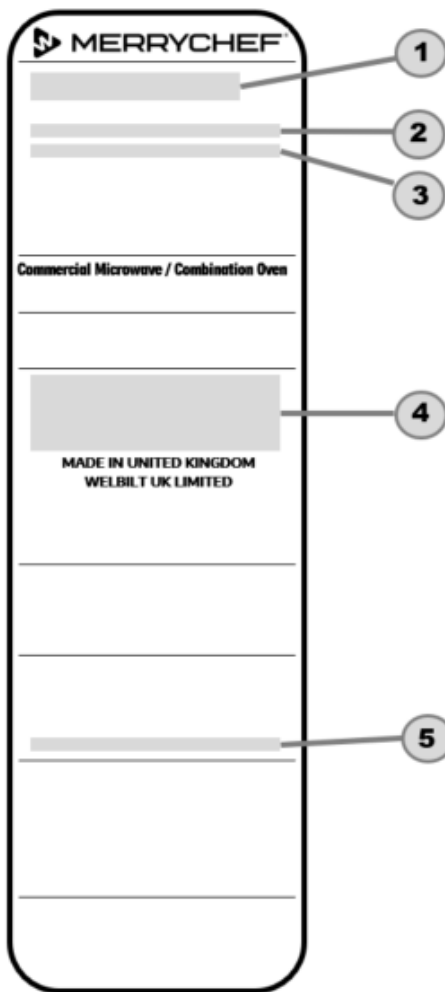 MERRYCHEF®
1
2
3
Commercial Microwave / Combination Oven
4
MADE IN UNITED KINGDOM
WELBILT UK LIMITED
5